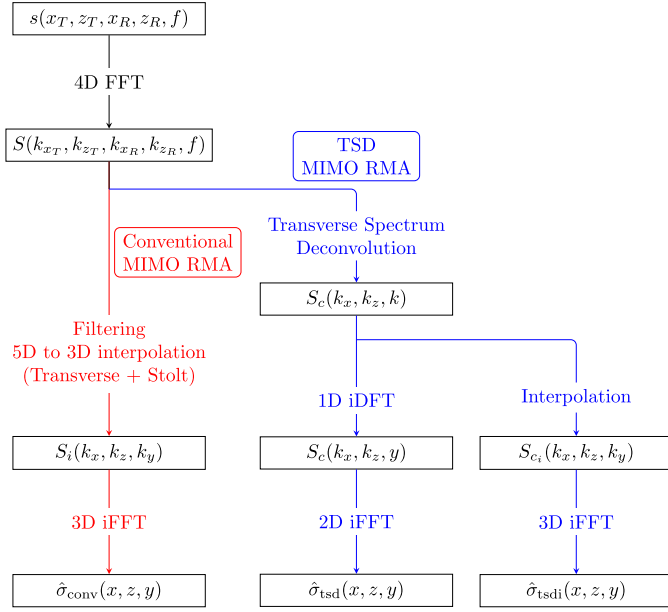 s(x_T, z_T, x_R, z_R, f)
4D FFT
S(k_{x_T}, k_{z_T}, k_{x_R}, k_{z_R}, f)
TSD
MIMO RMA
Transverse Spectrum
Deconvolution
Conventional
MIMO RMA
S_c(k_x, k_z, k)
Filtering
5D to 3D interpolation
(Transverse + Stolt)
1D iDFT
Interpolation
S_i(k_x, k_z, k_y)
S_c(k_x, k_z, y)
S_{c_i}(k_x, k_z, k_y)
3D iFFT
2D iFFT
3D iFFT
σ̂_conv(x, z, y)
σ̂_tsd(x, z, y)
σ̂_tsdi(x, z, y)